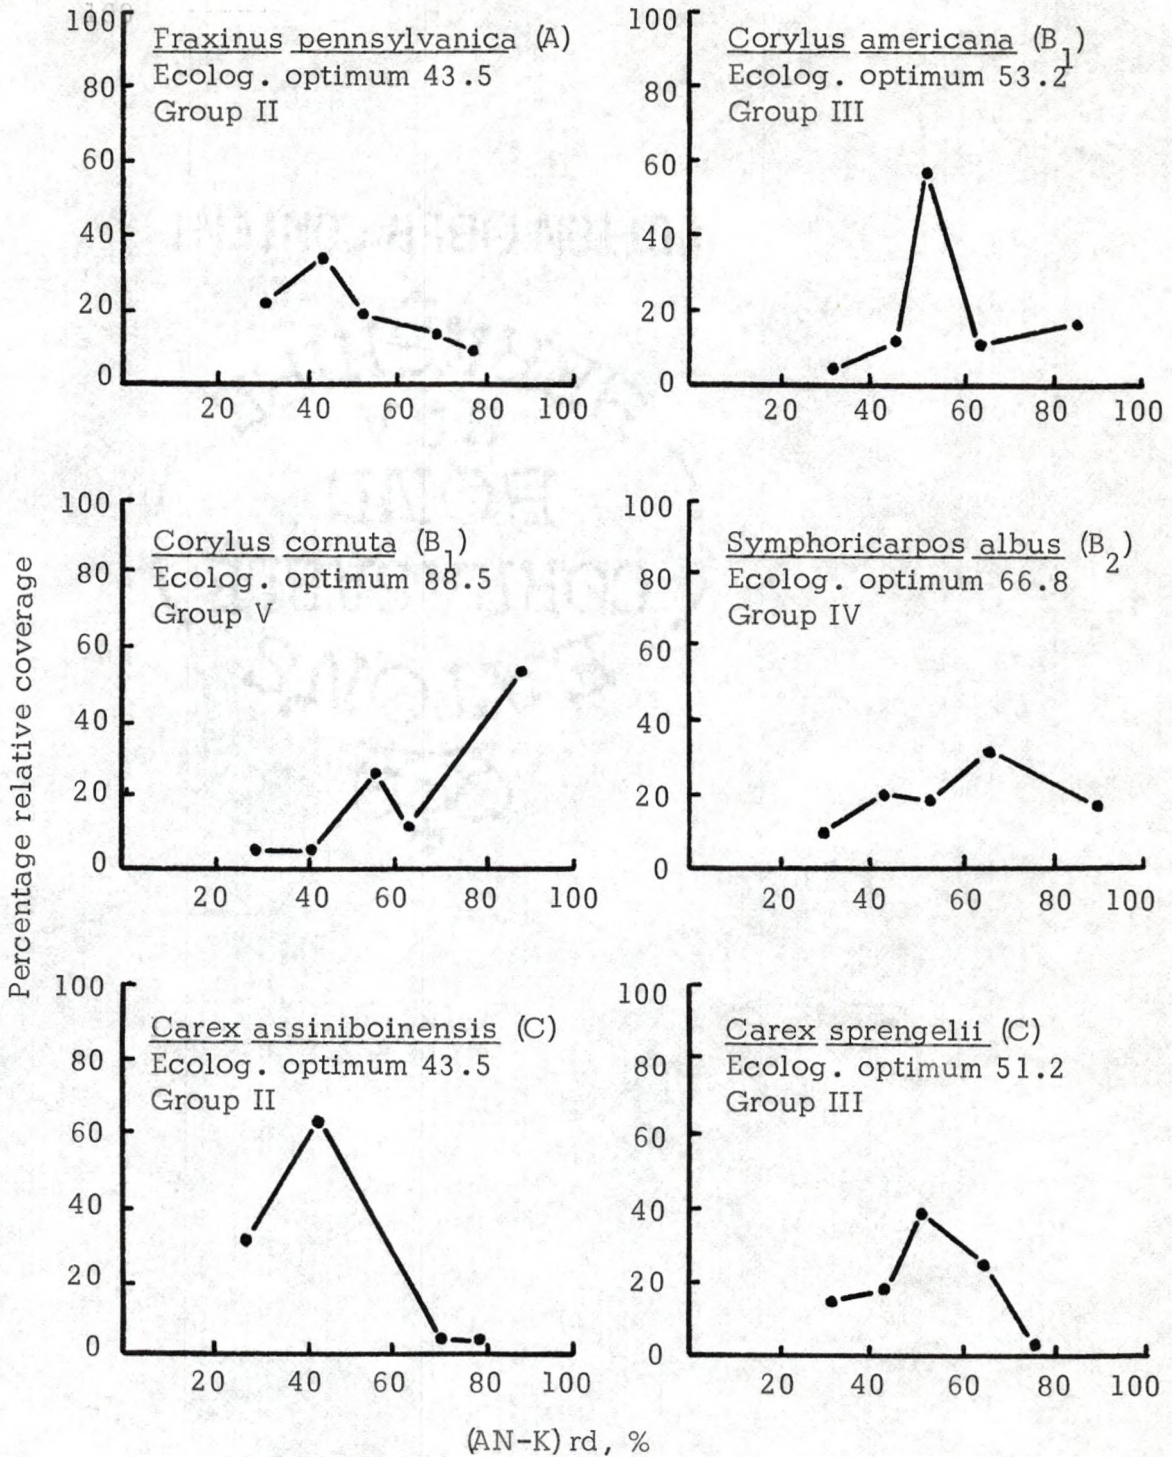 100
80
60
40
20
0
Fraxinus pennsylvanica (A)
Ecolog. optimum 43.5
Group II
20 40 60 80 100
100
80
60
40
20
0
Corylus americana (B1)
Ecolog. optimum 53.2
Group III
20 40 60 80 100
Percentage relative coverage
100
80
60
40
20
0
Corylus cornuta (B1)
Ecolog. optimum 88.5
Group V
20 40 60 80 100
100
80
60
40
20
0
Symphoricarpos albus (B2)
Ecolog. optimum 66.8
Group IV
20 40 60 80 100
100
80
60
40
20
0
Carex assiniboinensis (C)
Ecolog. optimum 43.5
Group II
20 40 60 80 100
100
80
60
40
20
0
Carex sprengelii (C)
Ecolog. optimum 51.2
Group III
20 40 60 80 100
(AN-K) rd, %